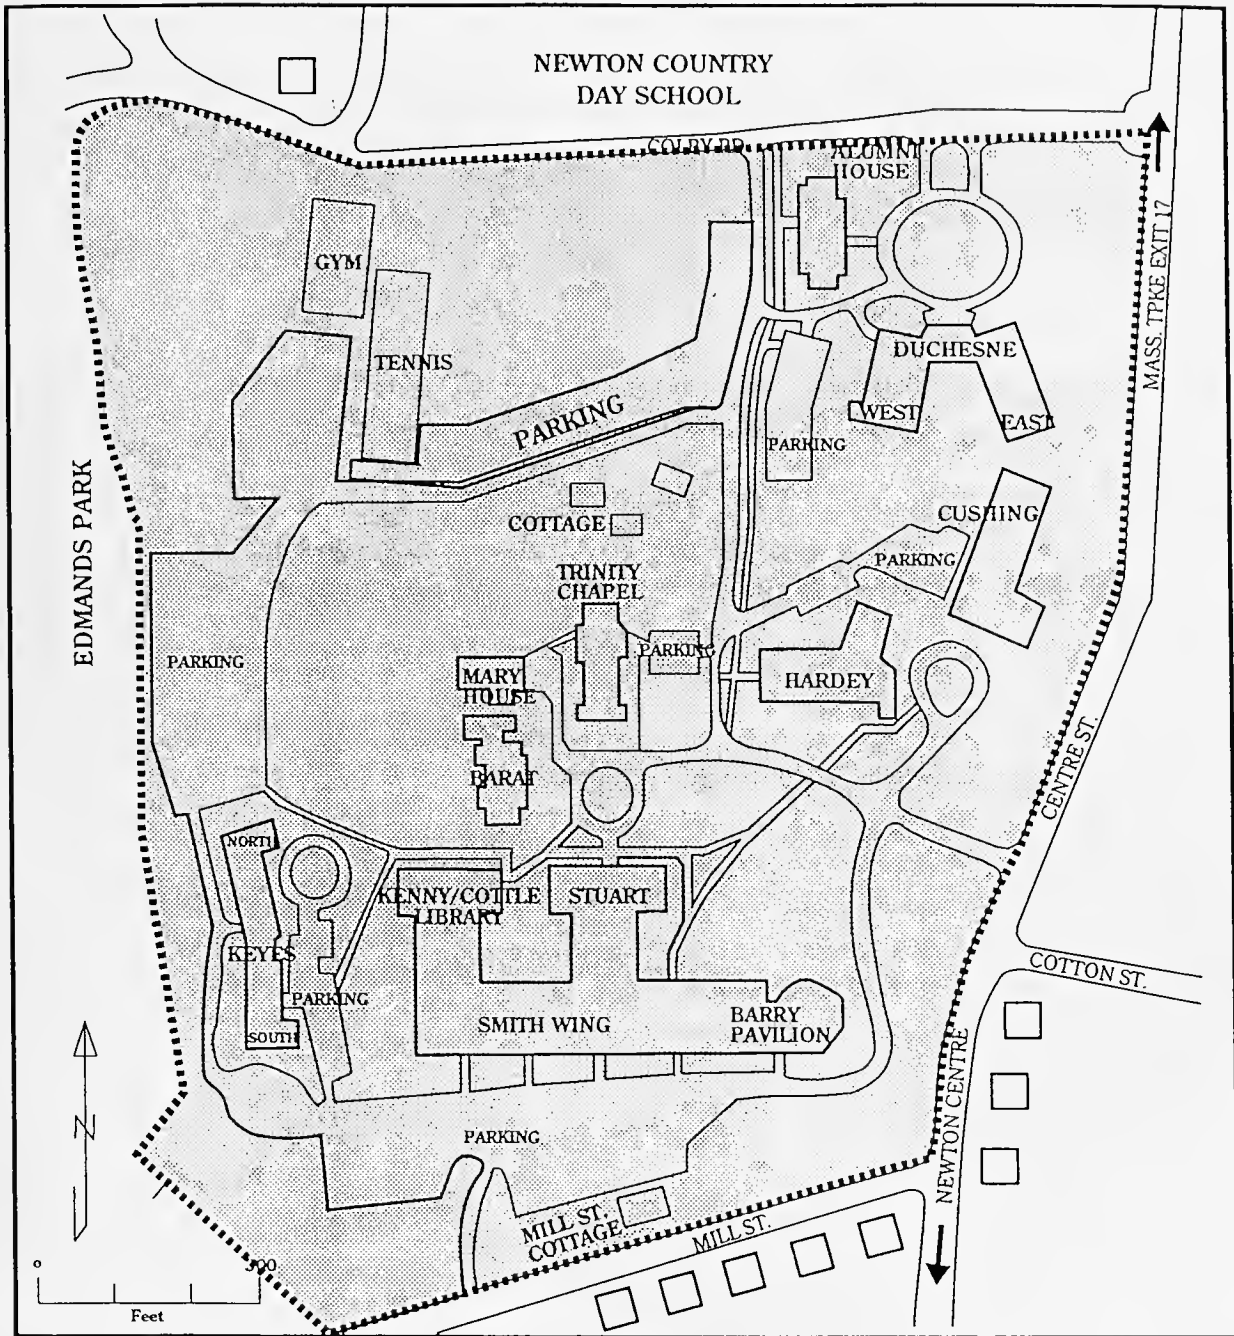 NEWTON COUNTRY
DAY SCHOOL
COLBY RD.
ALUMNI
HOUSE
MASS. TPKE EXIT 17
GYM
TENNIS
PARKING
DUCHESNE
WEST
EAST
PARKING
EDMANDS PARK
COTTAGE
CUSHING
PARKING
TRINITY
CHAPEL
PARKING
PARKING
MARY
HOUSE
HARDEY
BARAT
CENTRE ST.
NORTH
KENNY/COTTLE
LIBRARY
STUART
KEYES
PARKING
COTTON ST.
SOUTH
SMITH WING
BARRY
PAVILION
NEWTON CENTRE
N
PARKING
MILL ST.
COTTAGE
MILL ST.
0 300
Feet